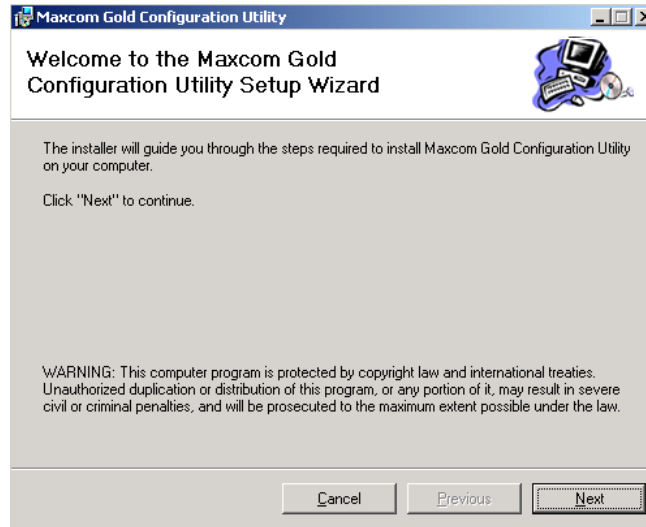 Maxcom Gold Configuration Utility
Welcome to the Maxcom Gold
Configuration Utility Setup Wizard
The installer will guide you through the steps required to install Maxcom Gold Configuration Utility
on your computer.
Click "Next" to continue.
WARNING: This computer program is protected by copyright law and international treaties.
Unauthorized duplication or distribution of this program, or any portion of it, may result in severe
civil or criminal penalties, and will be prosecuted to the maximum extent possible under the law.
Cancel Previous Next